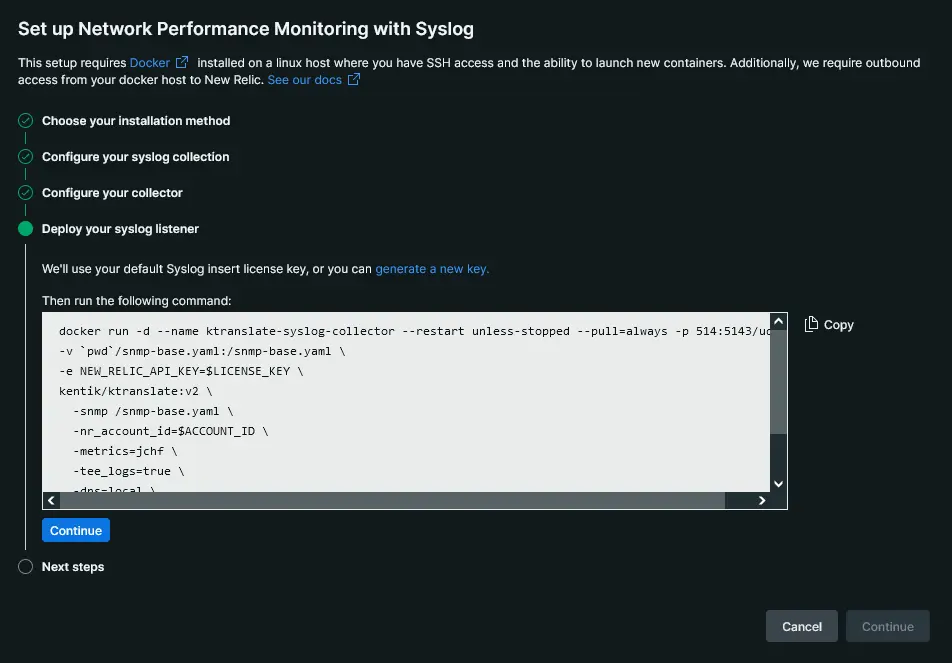 Set up Network Performance Monitoring with Syslog
This setup requires Docker installed on a linux host where you have SSH access and the ability to launch new containers. Additionally, we require outbound
access from your docker host to New Relic. See our docs
Choose your installation method
Configure your syslog collection
Configure your collector
Deploy your syslog listener
We'll use your default Syslog insert license key, or you can generate a new key.
Then run the following command:
docker run -d --name ktranslate-syslog-collector --restart unless-stopped --pull=always -p 514:5143/ud
Copy
-v `pwd`/snmp-base.yaml:/snmp-base.yaml \
-e NEW_RELIC_API_KEY=$LICENSE_KEY \
kentik/ktranslate:v2 \
-snmp /snmp-base.yaml \
-nr_account_id=$ACCOUNT_ID \
-metrics=jchf \
-tee_logs=true \
-dns=local \
Continue
Next steps
Cancel
Continue